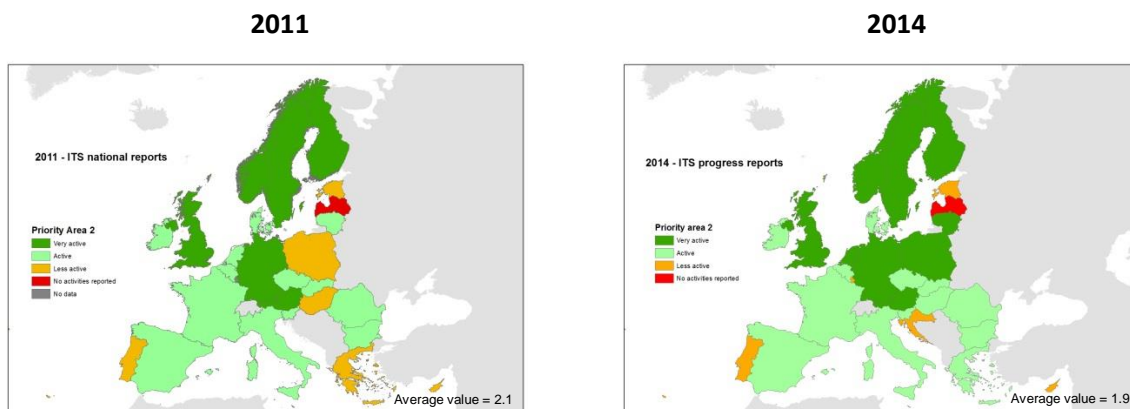 2011
2014
2011 - ITS national reports
Priority Area 2
Very active
Active
Less active
No activities reported
No data
Average value = 2.1
2014 - ITS progress reports
Priority area 2
Very active
Active
Less active
No activities reported
Average value = 1.9